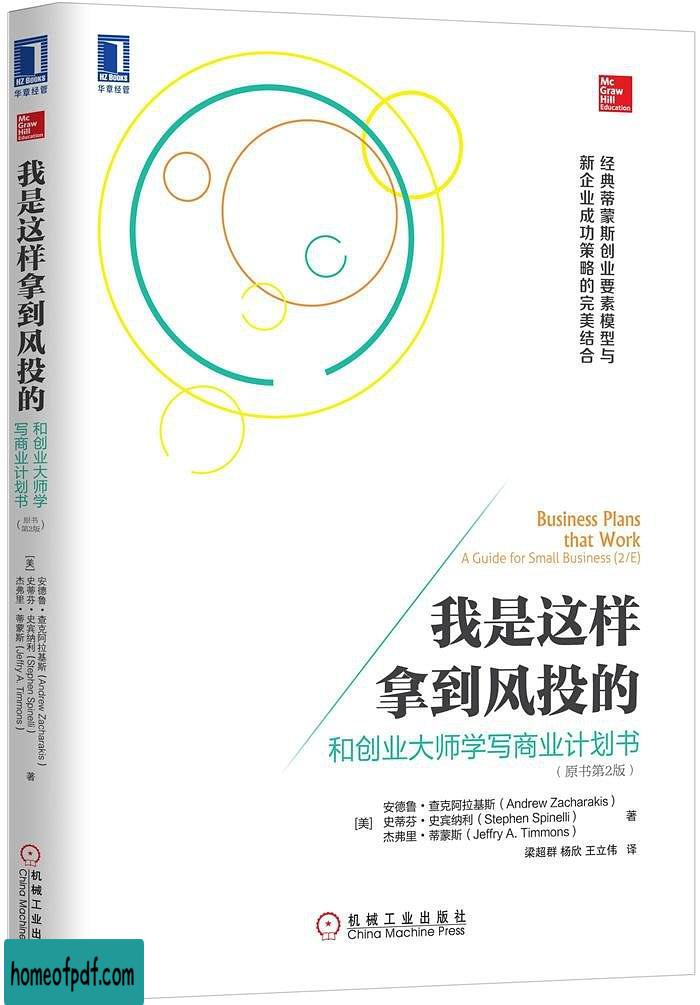 HZ BOOKS
华章经管
Mc
Graw
Hill
Education
我是这样拿到风投的
和创业大师学
写商业计划书
（原书
第2版）
[美]
安德鲁·查克阿拉基斯（Andrew Zacharakis）
史蒂芬·史宾纳利（Stephen Spinelli）
杰弗里·蒂蒙斯（Jeffry A. Timmons）
著
机械工业出版社
China Machine Press
HZ BOOKS
华章经管
Mc
Graw
Hill
Education
经典蒂蒙斯创业要素模型与
新企业成功策略的完美结合
Business Plans
that Work
A Guide for Small Business (2/E)
我是这样
拿到风投的
和创业大师学写商业计划书
（原书第2版）
安德鲁·查克阿拉基斯（Andrew Zacharakis）
[美] 史蒂芬·史宾纳利（Stephen Spinelli） 著
杰弗里·蒂蒙斯（Jeffry A. Timmons）
梁超群 杨欣 王立伟 译
机械工业出版社
China Machine Press
homeofpdf.com